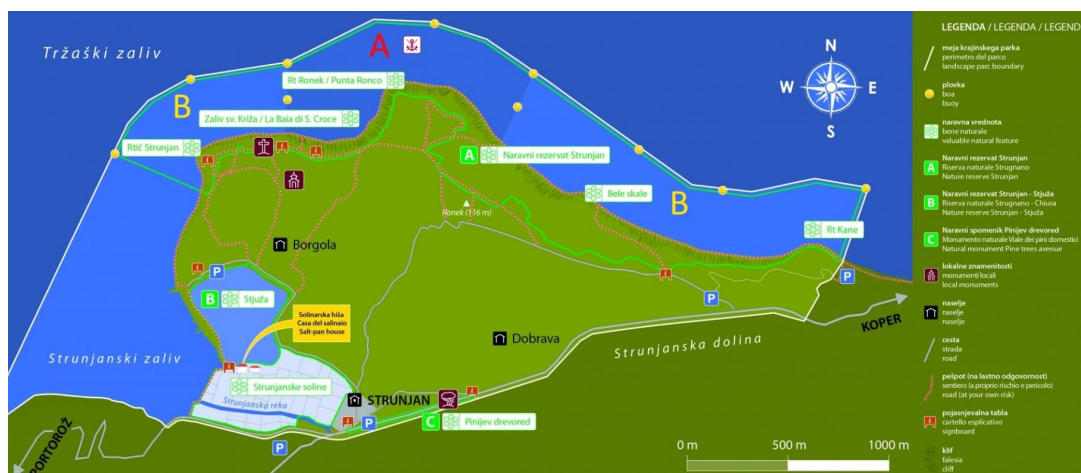 Tržaški zaliv
A
Rt Ronek / Punta Ronco
B
Zaliv sv. Križa / La Baia di S. Croce
Rtič Strunjan
A Naravni rezervat Strunjan
Bele skale
B
Ronek (116 m)
Rt Kane
Borgola
P
P
P
B Stjuža
Solinarska hiša
Casa del salinaio
Salt-pan house
KOPER
Dobrava
Strunjanska dolina
Strunjanski zaliv
Strunjanske soline
Strunjanska reka
STRUNJAN
P
C Pinijev drevored
P
PORTOROŽ
0 m 500 m 1000 m
N
W E
S
LEGENDA / LEGENDA / LEGEND
meja krajinskega parka
perimetro del parco
landscape parc boundary
plovka
boa
buoy
naravna vrednota
bene naturale
valuable natural feature
A Naravni rezervat Strunjan
Riserva naturale Strugnano
Nature reserve Strunjan
B Naravni rezervat Strunjan - Stjuža
Riserva naturale Strugnano - Chiusa
Nature reserve Strunjan - Stjuža
C Naravni spomenik Pinijev drevored
Monumento naturale Viale dei pini domestici
Natural monument Pine trees avenue
lokalne znamenitosti
monumenti locali
local monuments
naselje
naselje
naselje
cesta
strada
road
pešpot (na lastno odgovornost)
sentiero (a proprio rischio e pericolo)
road (at your own risk)
pojasnjevalna tabla
cartello esplicativo
signboard
klif
falesia
cliff